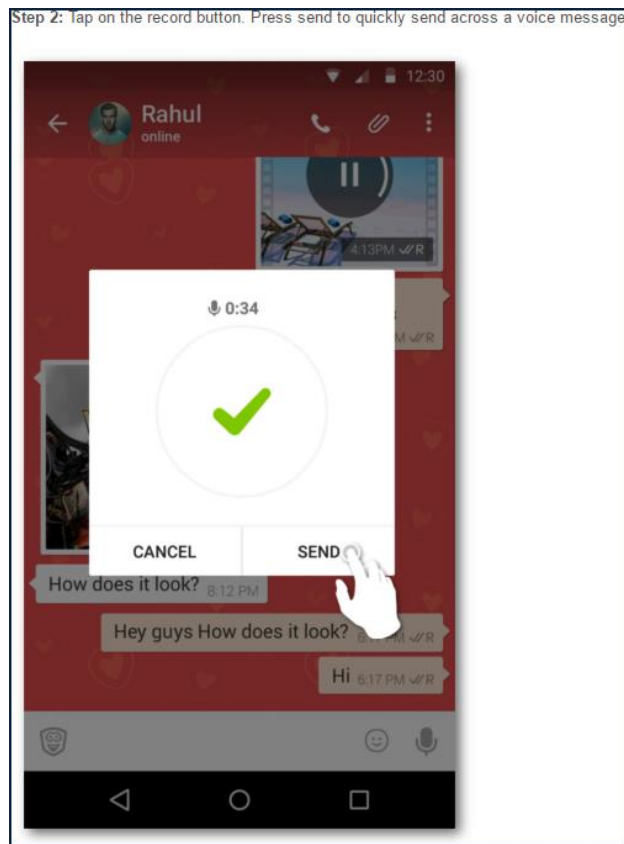 Step 2: Tap on the record button. Press send to quickly send across a voice message
12:30
Rahul
online
4:13PM R
0:34
M R
CANCEL SEND
How does it look? 8:12 PM
Hey guys How does it look? PM R
Hi 6:17 PM R